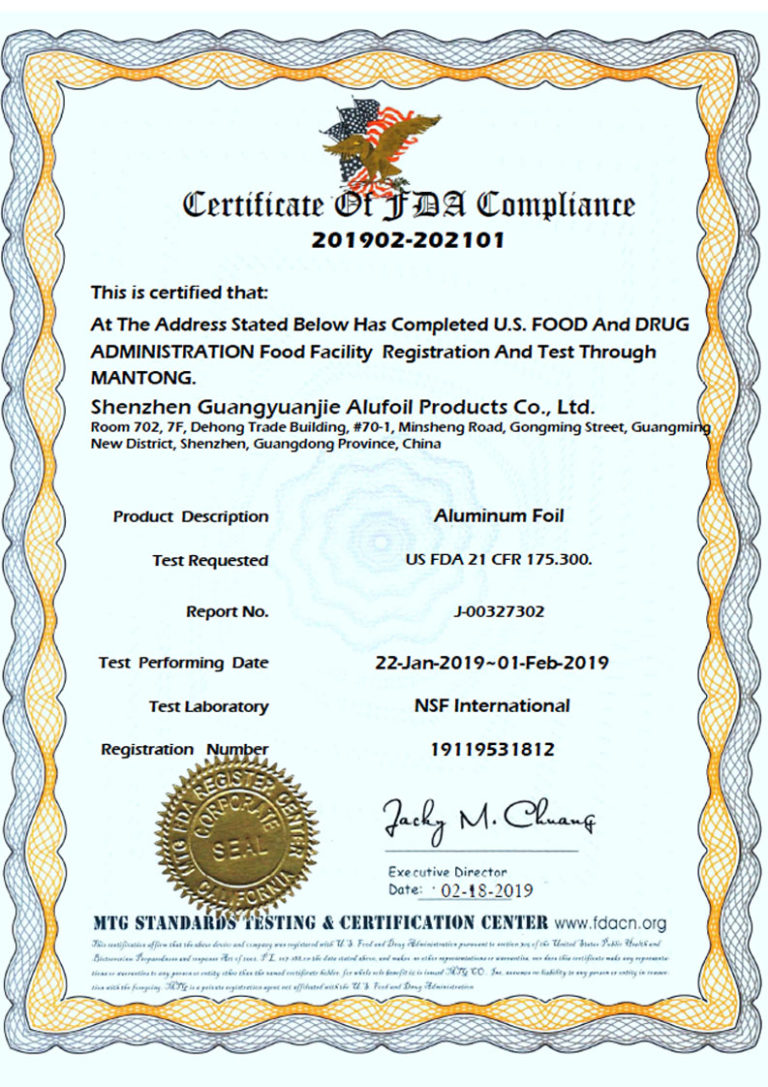 Certificate Of FDA Compliance
201902-202101
This is certified that:
At The Address Stated Below Has Completed U.S. FOOD And DRUG
ADMINISTRATION Food Facility Registration And Test Through
MANTONG.
Shenzhen Guangyuanjie Alufoil Products Co., Ltd.
Room 702, 7F, Dehong Trade Building, #70-1, Minsheng Road, Gongming Street, Guangming
New District, Shenzhen, Guangdong Province, China
Product Description Aluminum Foil
Test Requested US FDA 21 CFR 175.300.
Report No. J-00327302
Test Performing Date 22-Jan-2019~01-Feb-2019
Test Laboratory NSF International
Registration Number 19119531812
MTG FDA REGISTER CENTER
CORPORATE
SEAL
CALIFORNIA
Jacky M. Chuang
Executive Director
Date: 02-18-2019
MTG STANDARDS TESTING & CERTIFICATION CENTER www.fdacn.org
This certification affirm that the above device and company was registered with U.S. Food and Drug Administration pursuant to section 305 of the United States Public Health and
Bioterrorism Preparedness and response Act of 2002, P.L. 107-188, the date stated above, and makes no other representations or warranties, nor does this certificate make any representa-
tions or warranties to any person or entity other than the named certificate holder, for whole sole benefit it is issued MTG CO., Inc. assumes no liability to any person or entity in connec-
tion with the foregoing. MTG is a private registration agent not affiliated with the U.S. Food and Drug Administration